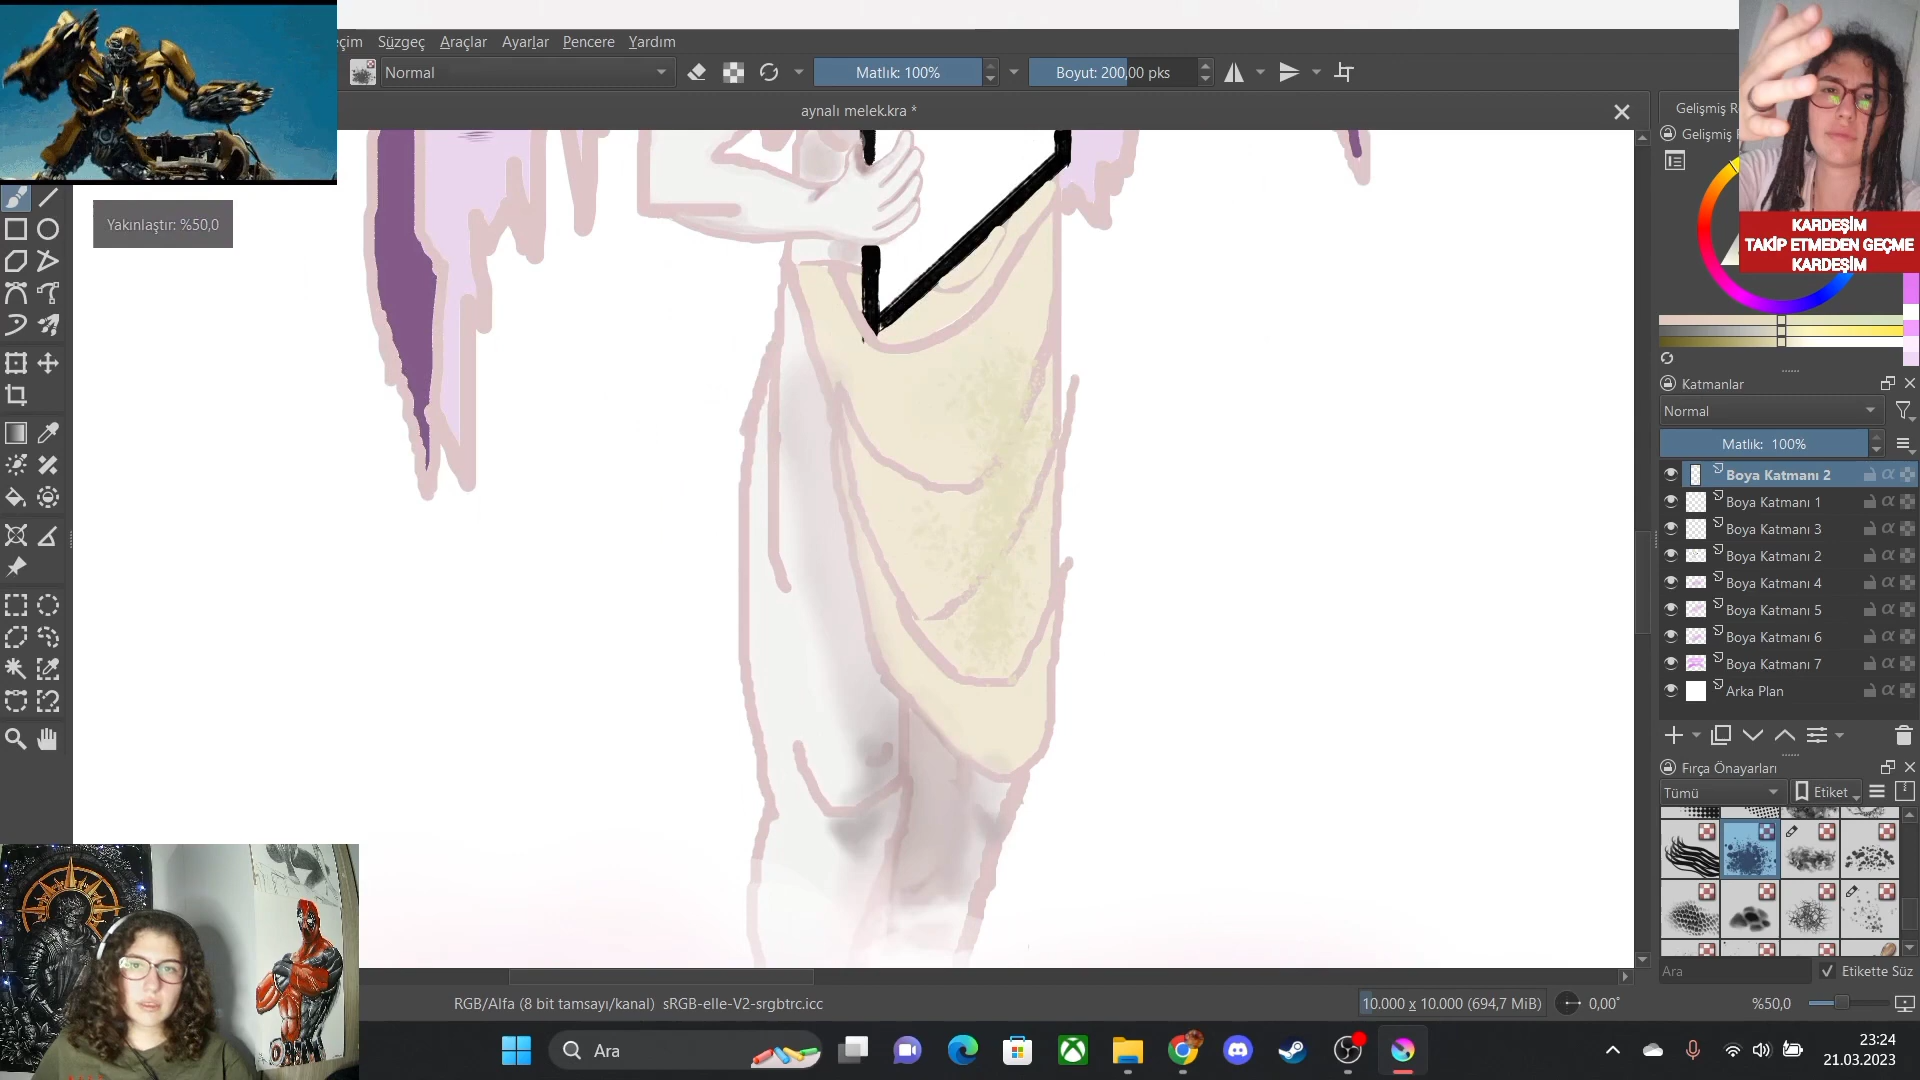 eçim Süzgeç Araçlar Ayarlar Pencere Yardım
Normal
Matlık: 100%
Boyut: 200,00 pks
aynalı melek.kra *
Yakınlaştır: %50,0
Gelişmiş R
Gelişmiş
KARDEŞİM
TAKİP ETMEDEN GEÇME
KARDEŞİM
Katmanlar
Normal
Matlık: 100%
Boya Katmanı 2
Boya Katmanı 1
Boya Katmanı 3
Boya Katmanı 2
Boya Katmanı 4
Boya Katmanı 5
Boya Katmanı 6
Boya Katmanı 7
Arka Plan
Fırça Önayarları
Tümü
Etiket
Ara
Etikette Süz
RGB/Alfa (8 bit tamsayı/kanal) sRGB-elle-V2-srgbtrc.icc
10.000 x 10.000 (694,7 MiB)
0,00°
%50,0
Ara
23:24
21.03.2023